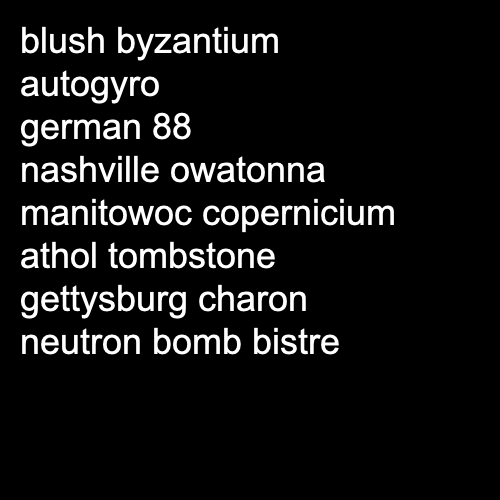 blush byzantium
autogyro
german 88
nashville owatonna
manitowoc copernicium
athol tombstone
gettysburg charon
neutron bomb bistre